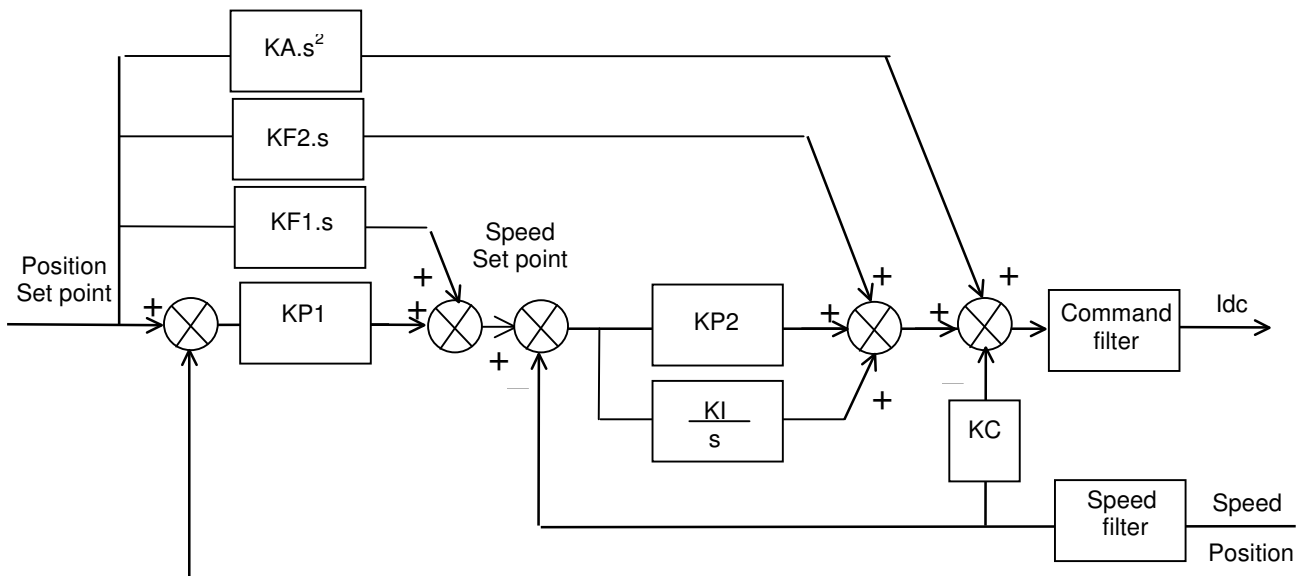 KA.s²
KF2.s
KF1.s
Speed
Set point
Position
Set point
+
+
+
+
KP1
+
KP2
+
+
+
+
Command
filter
Idc
+
KI
s
KC
Speed
filter
Speed
Position